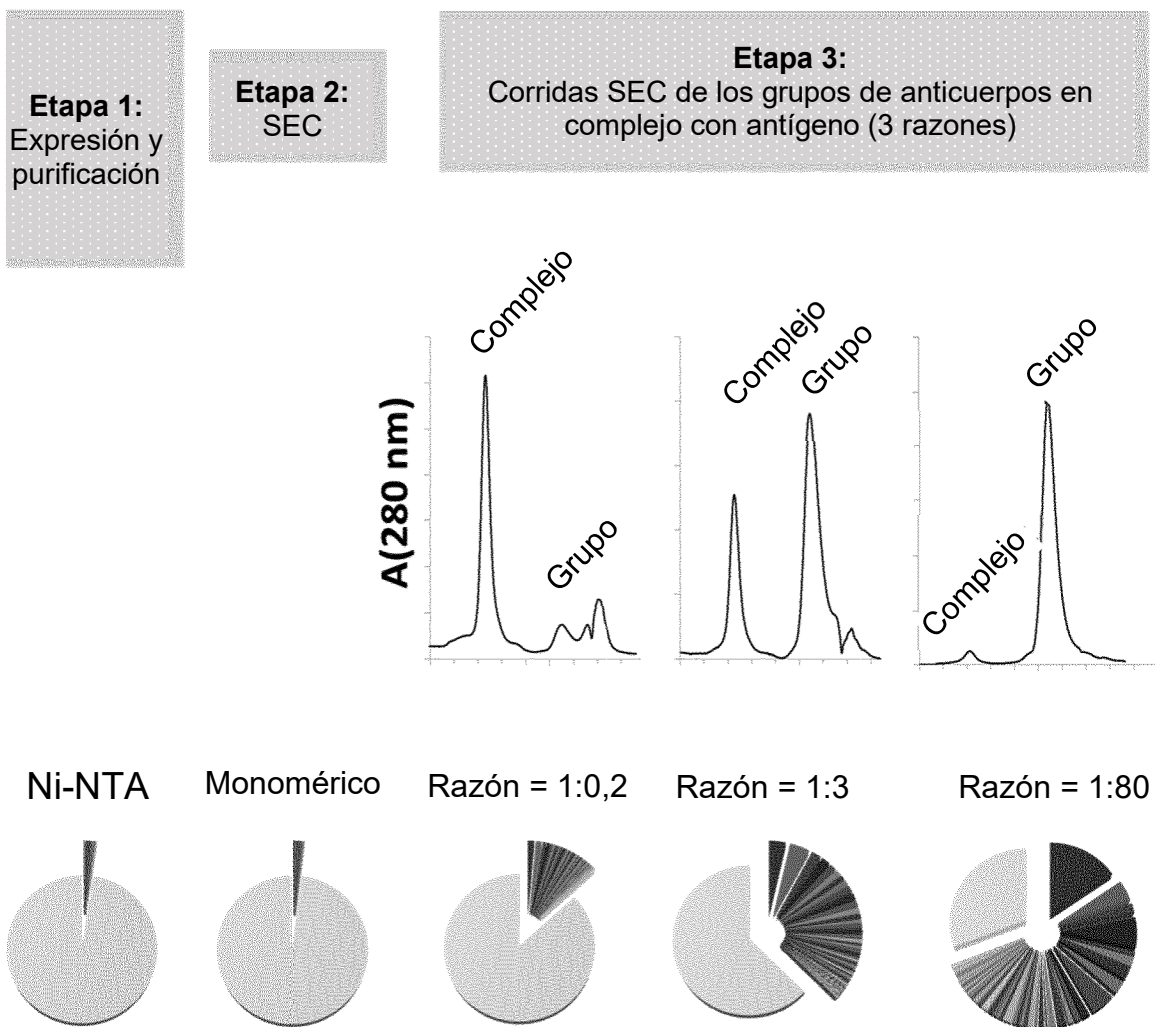 Etapa 1:
Expresión y
purificación
Etapa 2:
SEC
Etapa 3:
Corridas SEC de los grupos de anticuerpos en
complejo con antígeno (3 razones)
A(280 nm)
Complejo
Grupo
Complejo
Grupo
Complejo
Grupo
Ni-NTA
Monomérico
Razón = 1:0,2
Razón = 1:3
Razón = 1:80